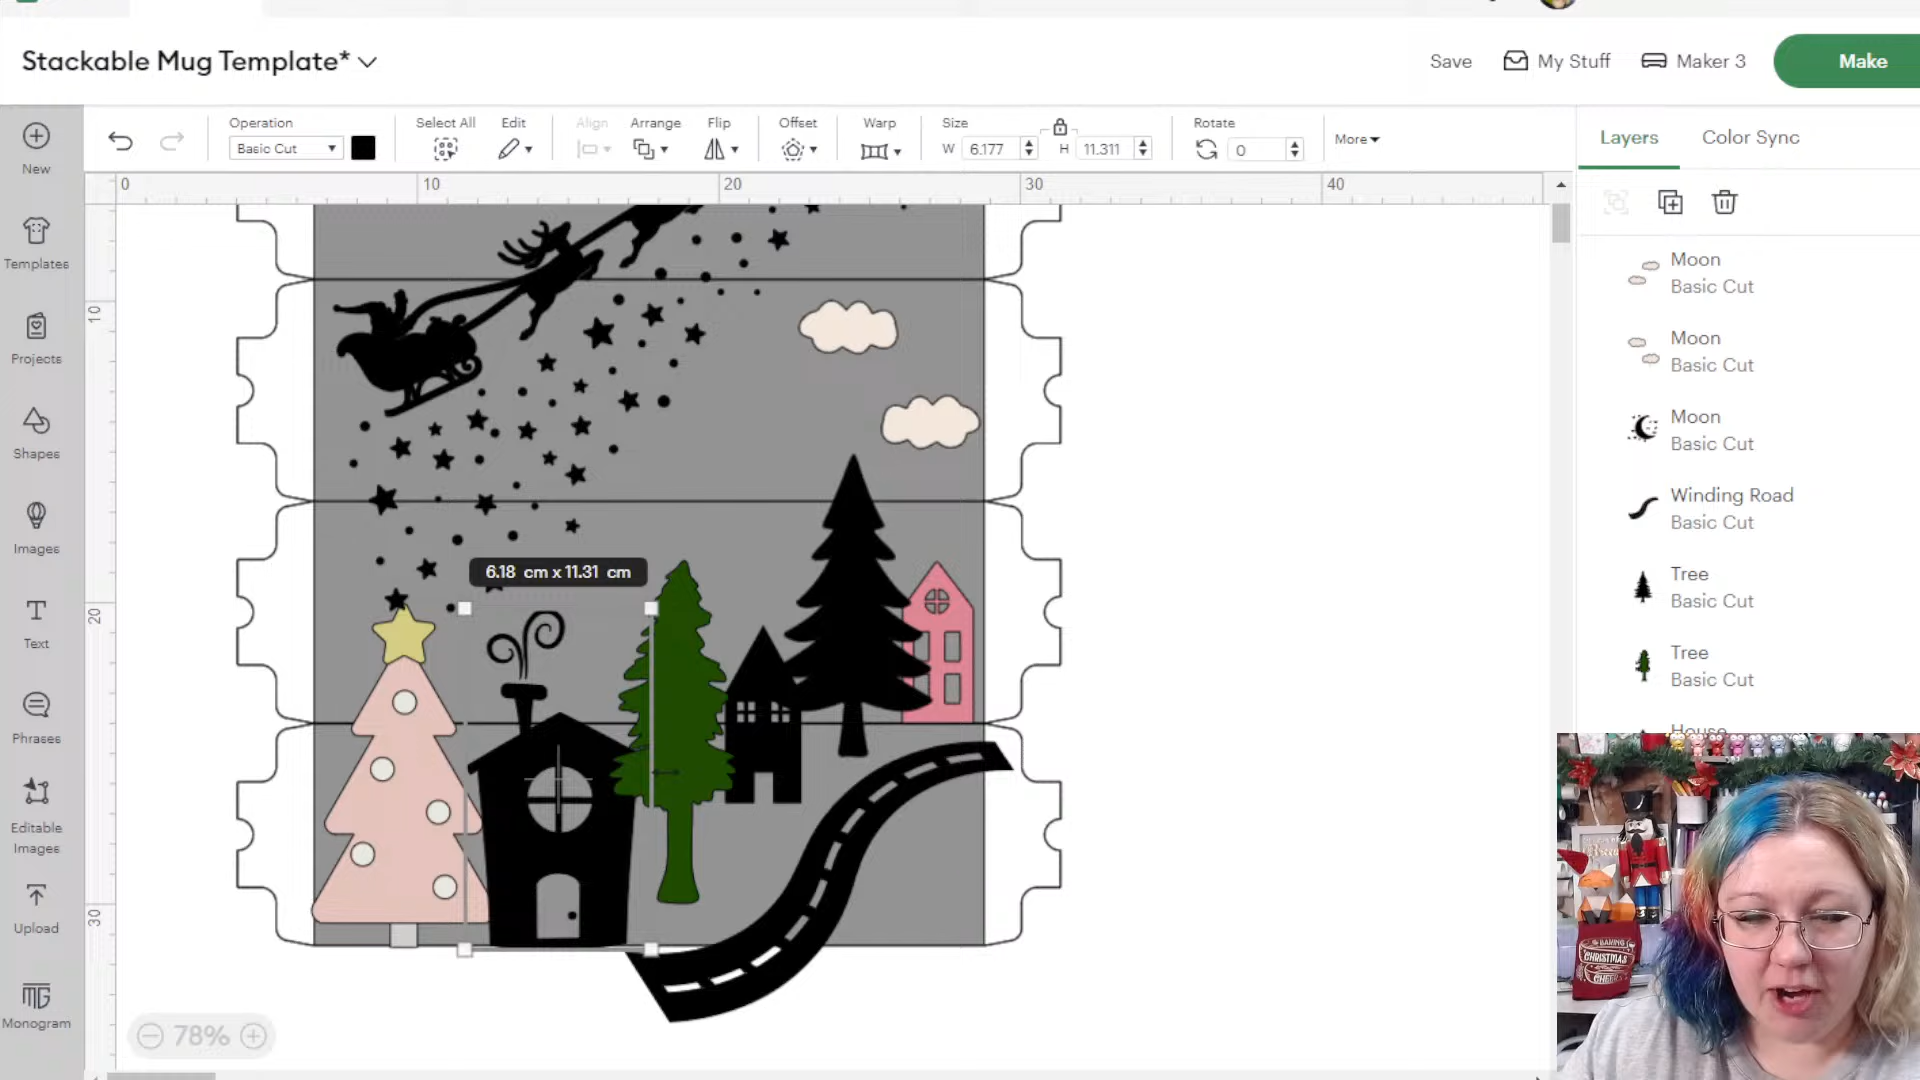 Stackable Mug Template*
Save
My Stuff
Maker 3
Make
New
Templates
Projects
Shapes
Images
Text
Phrases
Editable
Images
Upload
Monogram
Operation
Basic Cut
Select All
Edit
Align
Arrange
Flip
Offset
Warp
Size
W 6.177
H 11.311
Rotate
0
More
0 10 20 30 40
10
20
30
6.18 cm x 11.31 cm
78%
Layers
Color Sync
Moon
Basic Cut
Moon
Basic Cut
Moon
Basic Cut
Winding Road
Basic Cut
Tree
Basic Cut
Tree
Basic Cut
House
BAKING
CHRISTMAS
CHEER